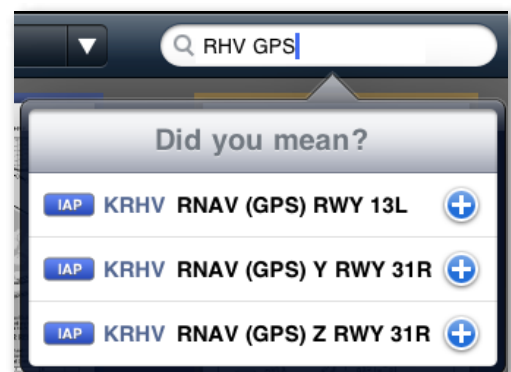 RHV GPS
Did you mean?
IAP KRHV RNAV (GPS) RWY 13L
IAP KRHV RNAV (GPS) Y RWY 31R
IAP KRHV RNAV (GPS) Z RWY 31R